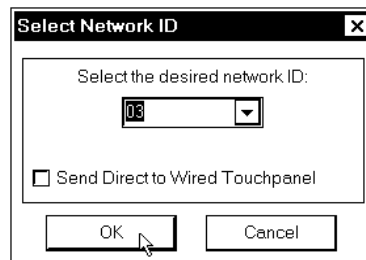 Select Network ID
Select the desired network ID:
03
Send Direct to Wired Touchpanel
OK Cancel